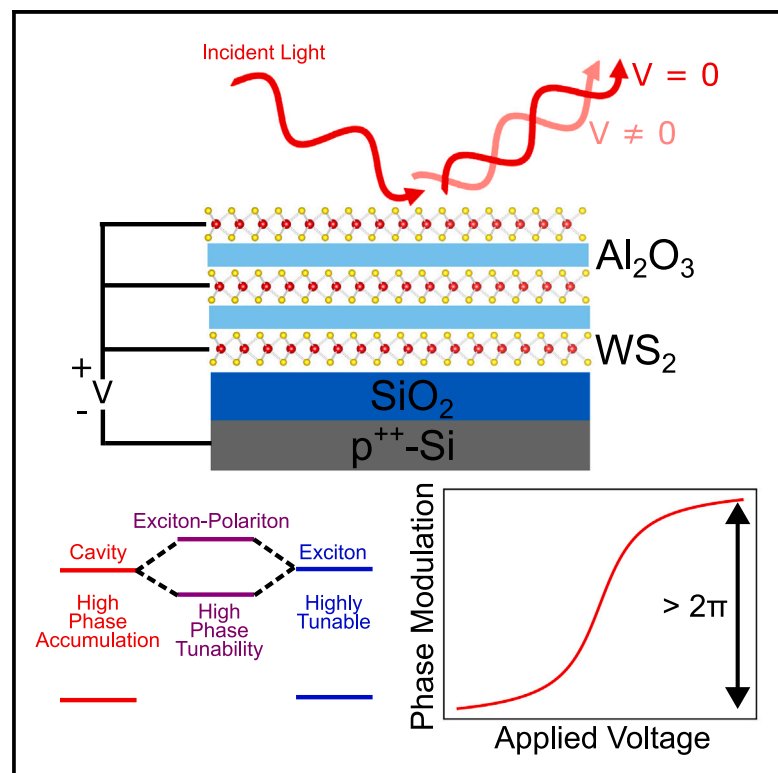 Incident Light
V = 0
V ≠ 0
Al₂O₃
WS₂
+
V
-
SiO₂
p⁺⁺-Si
Exciton-Polariton
Cavity
Exciton
High
Phase
Accumulation
High
Phase
Tunability
Highly
Tunable
Phase Modulation
> 2π
Applied Voltage